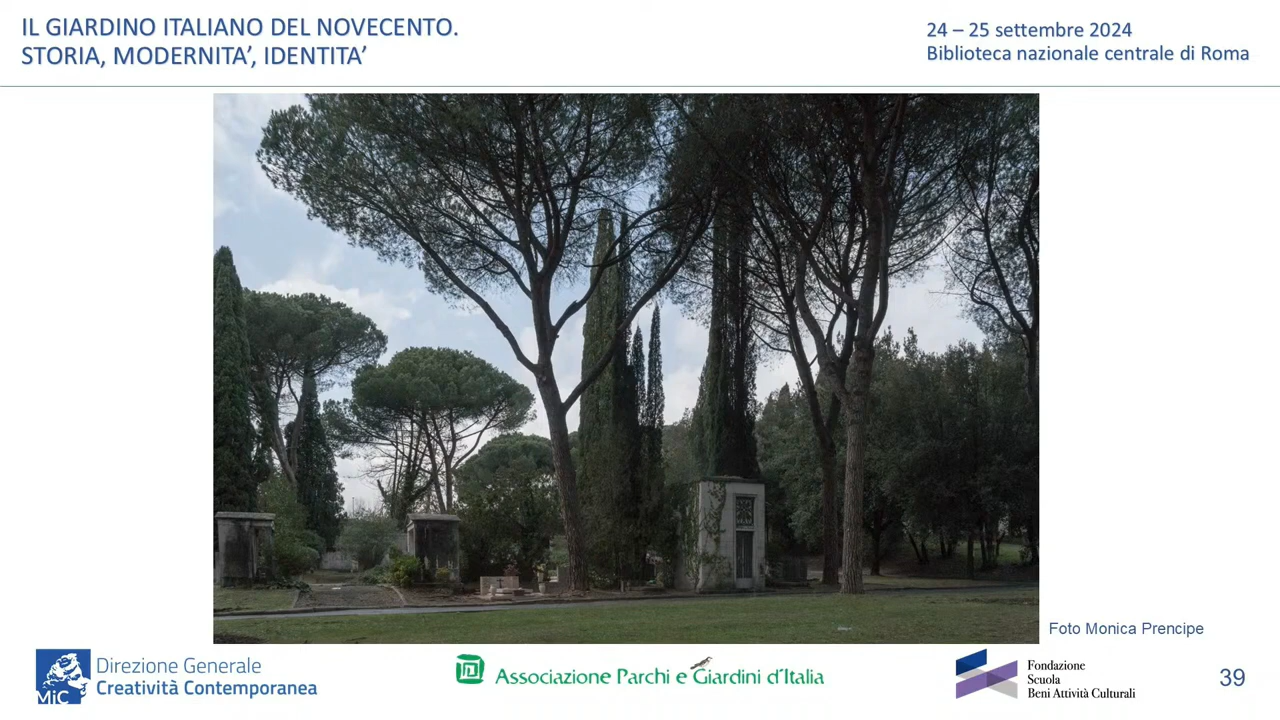 IL GIARDINO ITALIANO DEL NOVECENTO.
STORIA, MODERNITA’, IDENTITA’
24 – 25 settembre 2024
Biblioteca nazionale centrale di Roma
Foto Monica Prencipe
MiC
Direzione Generale
Creatività Contemporanea
Associazione Parchi e Giardini d'Italia
Fondazione
Scuola
Beni Attività Culturali
39